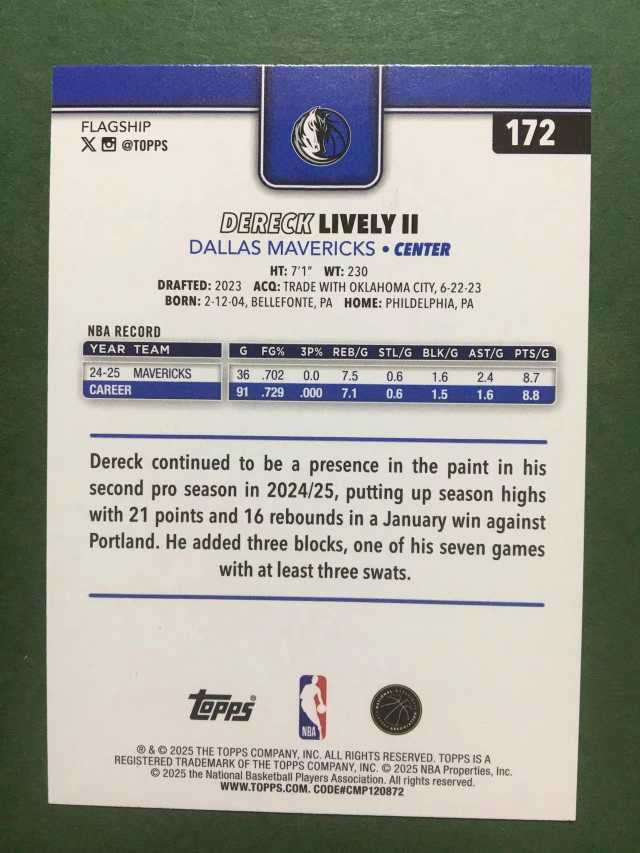 FLAGSHIP
@TOPPS
172
DERECK LIVELY II
DALLAS MAVERICKS • CENTER
HT: 7'1" WT: 230
DRAFTED: 2023 ACQ: TRADE WITH OKLAHOMA CITY, 6-22-23
BORN: 2-12-04, BELLEFONTE, PA HOME: PHILDELPHIA, PA
NBA RECORD
YEAR TEAM G FG% 3P% REB/G STL/G BLK/G AST/G PTS/G
24-25 MAVERICKS 36 .702 0.0 7.5 0.6 1.6 2.4 8.7
CAREER 91 .729 .000 7.1 0.6 1.5 1.6 8.8
Dereck continued to be a presence in the paint in his
second pro season in 2024/25, putting up season highs
with 21 points and 16 rebounds in a January win against
Portland. He added three blocks, one of his seven games
with at least three swats.
Topps®
NBA
® & © 2025 THE TOPPS COMPANY, INC. ALL RIGHTS RESERVED. TOPPS IS A
REGISTERED TRADEMARK OF THE TOPPS COMPANY, INC. © 2025 NBA Properties, Inc.
© 2025 the National Basketball Players Association. All rights reserved.
WWW.TOPPS.COM. CODE#CMP120872